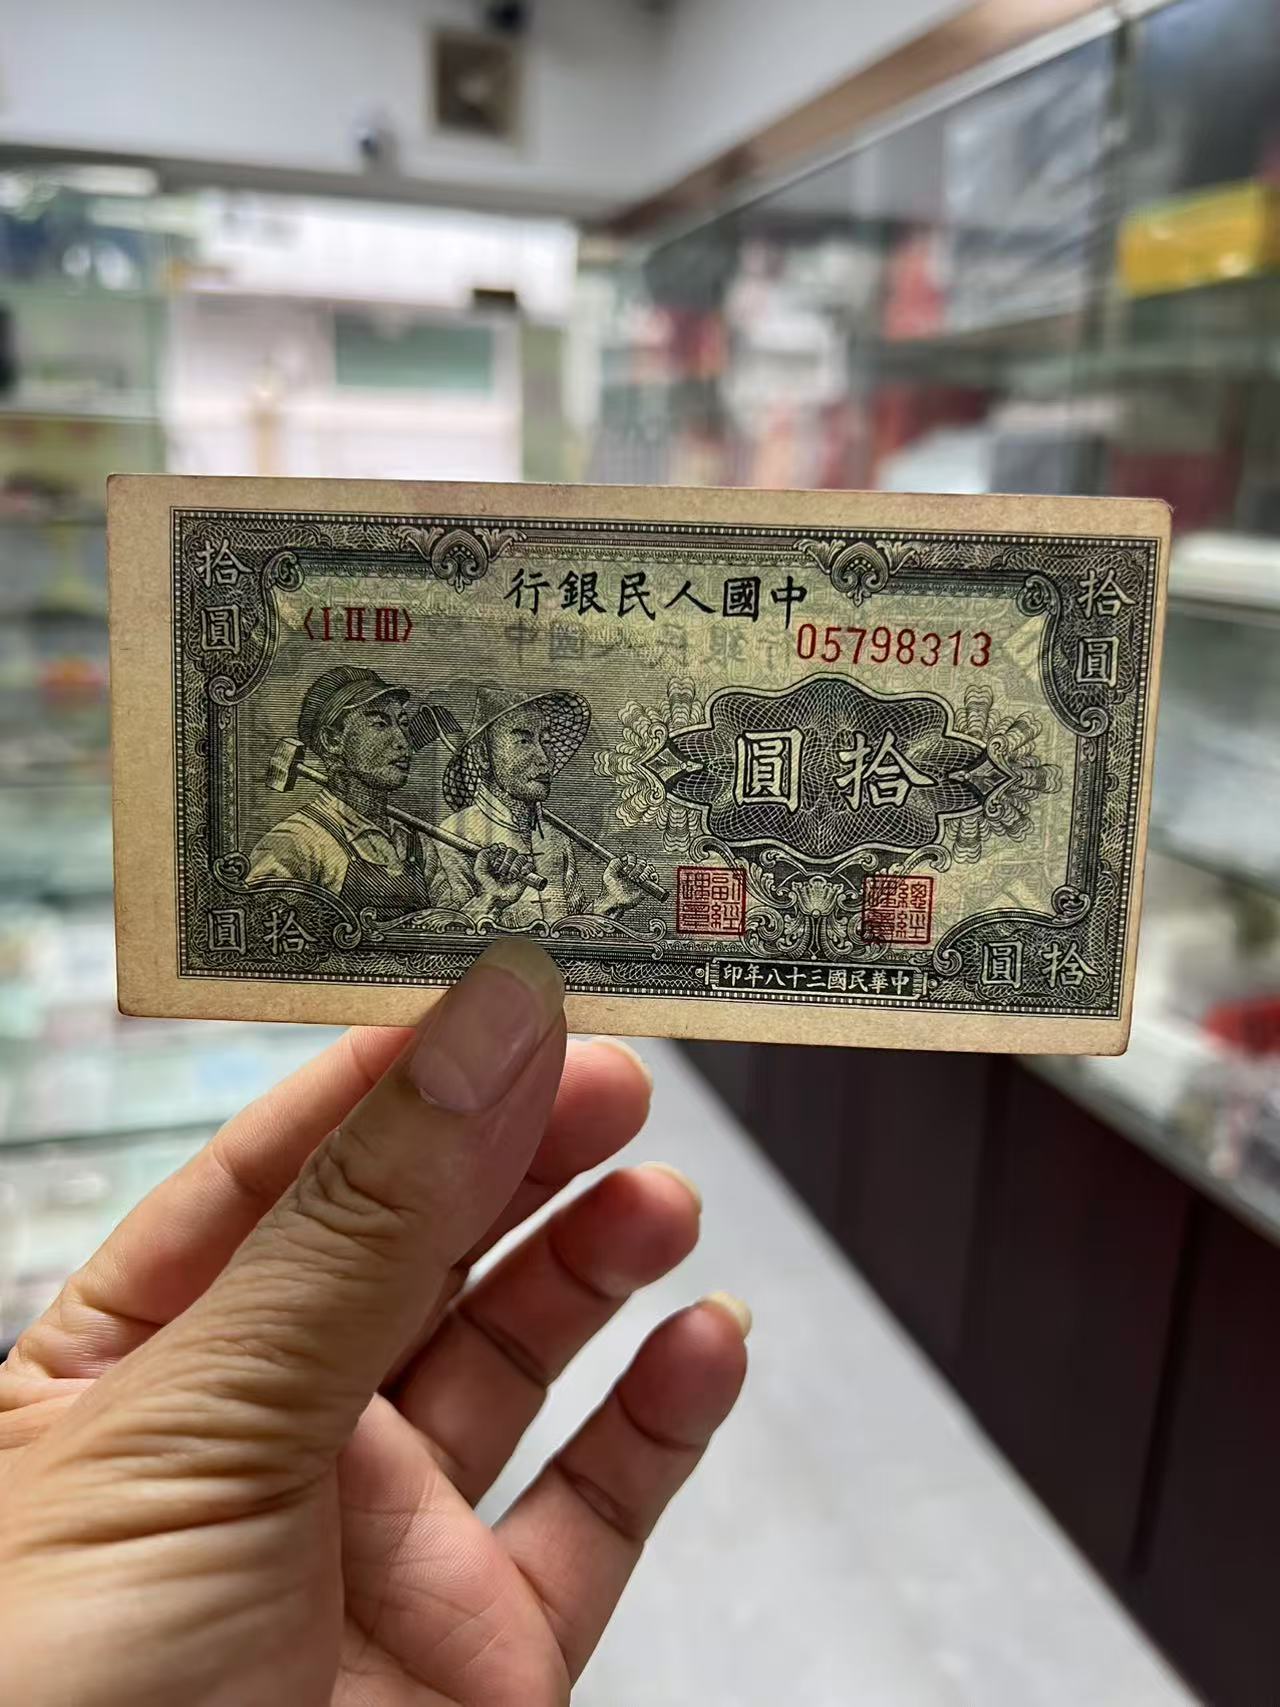 中國人民銀行
拾圓
拾圓
〈I II III〉
05798313
拾圓
總經理章
副經理章
拾圓
拾圓
中華民國三十八年印